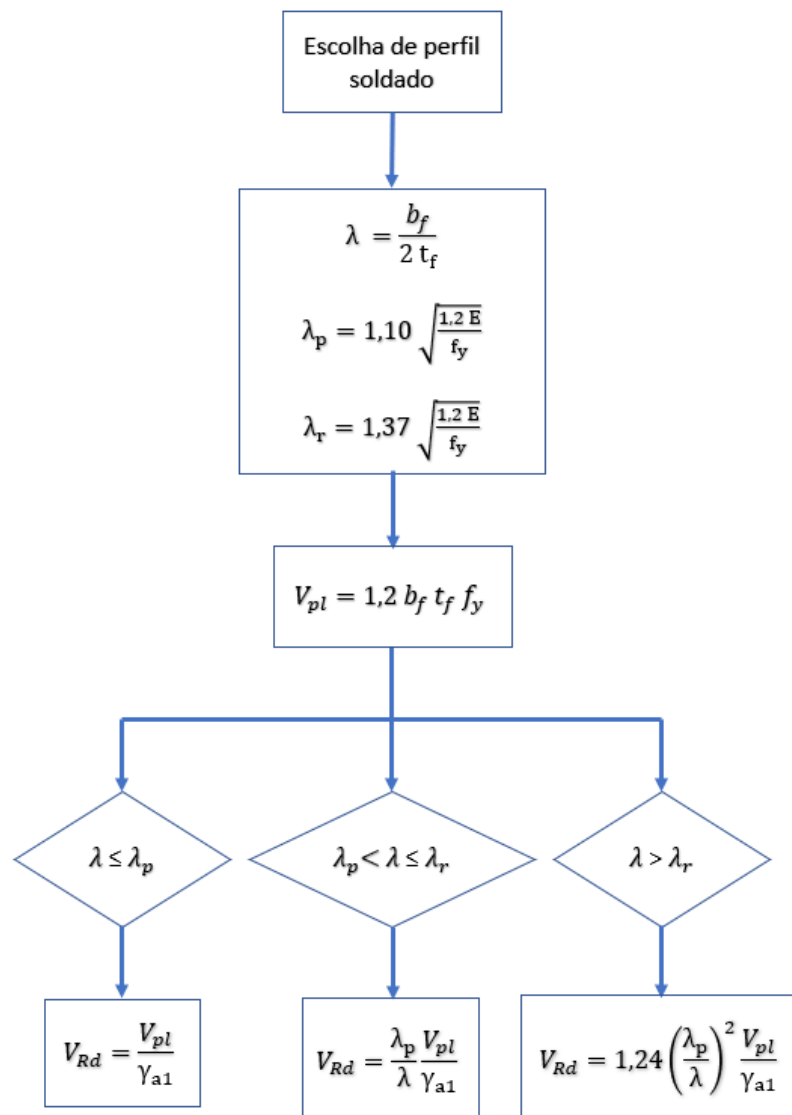 Escolha de perfil
soldado
λ = b_f / (2 t_f)
λ_p = 1,10 √(1,2 E / f_y)
λ_r = 1,37 √(1,2 E / f_y)
V_pl = 1,2 b_f t_f f_y
λ ≤ λ_p
λ_p < λ ≤ λ_r
λ > λ_r
V_Rd = V_pl / γ_a1
V_Rd = λ_p / λ V_pl / γ_a1
V_Rd = 1,24 (λ_p / λ)² V_pl / γ_a1